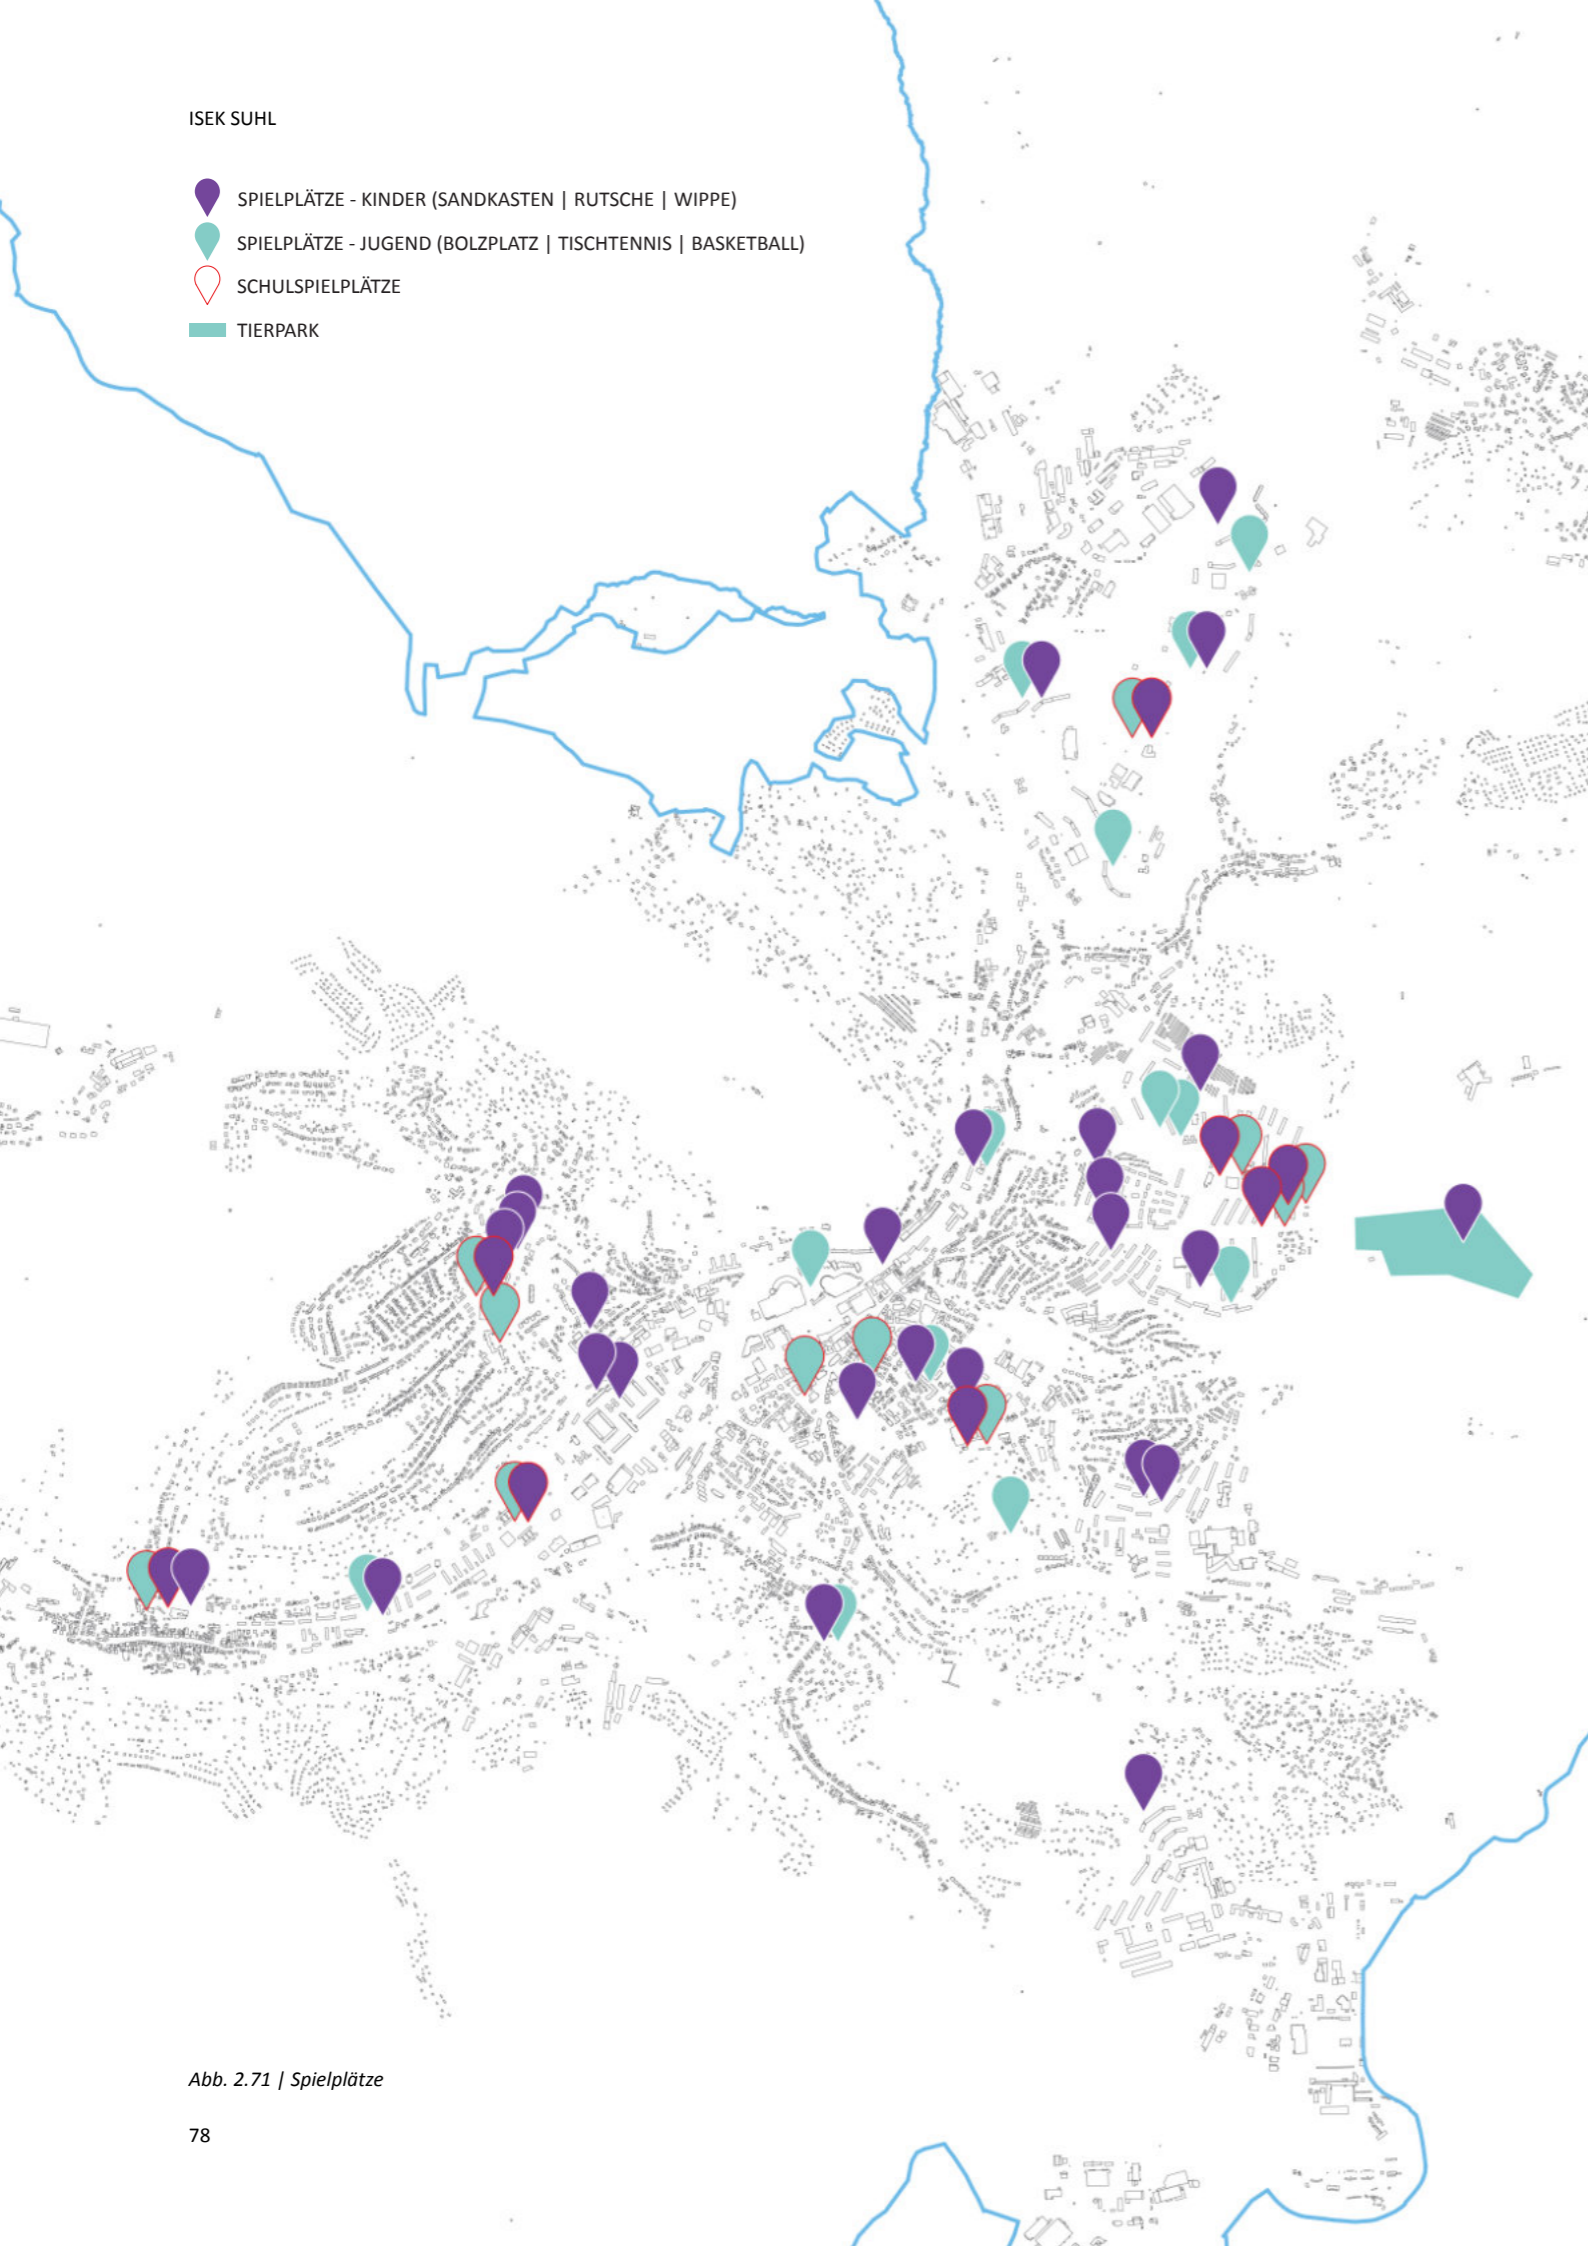 ISEK SUHL
SPIELPLÄTZE - KINDER (SANDKASTEN | RUTSCHE | WIPPE)
SPIELPLÄTZE - JUGEND (BOLZPLATZ | TISCHTENNIS | BASKETBALL)
SCHULSPIELPLÄTZE
TIERPARK
Abb. 2.71 | Spielplätze
78